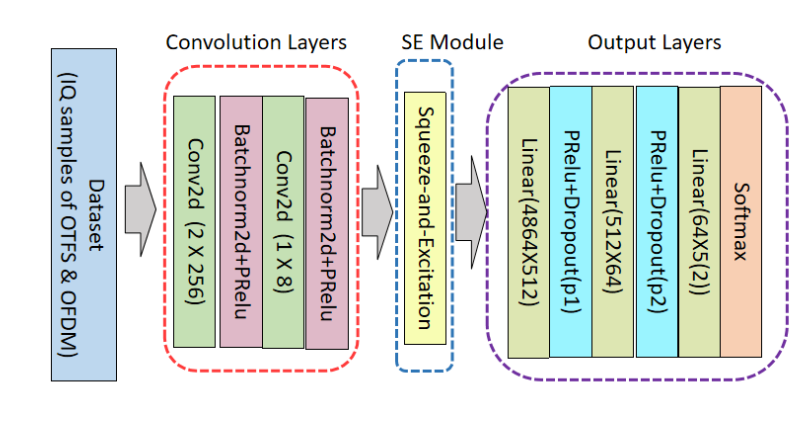 Convolution Layers
SE Module
Output Layers
Dataset
(IQ samples of OTFS & OFDM)
Conv2d (2 X 256)
Batchnorm2d+PRelu
Conv2d (1 X 8)
Batchnorm2d+PRelu
Squeeze-and-Excitation
Linear(4864X512)
PRelu+Dropout(p1)
Linear(512X64)
PRelu+Dropout(p2)
Linear(64X5(2))
Softmax